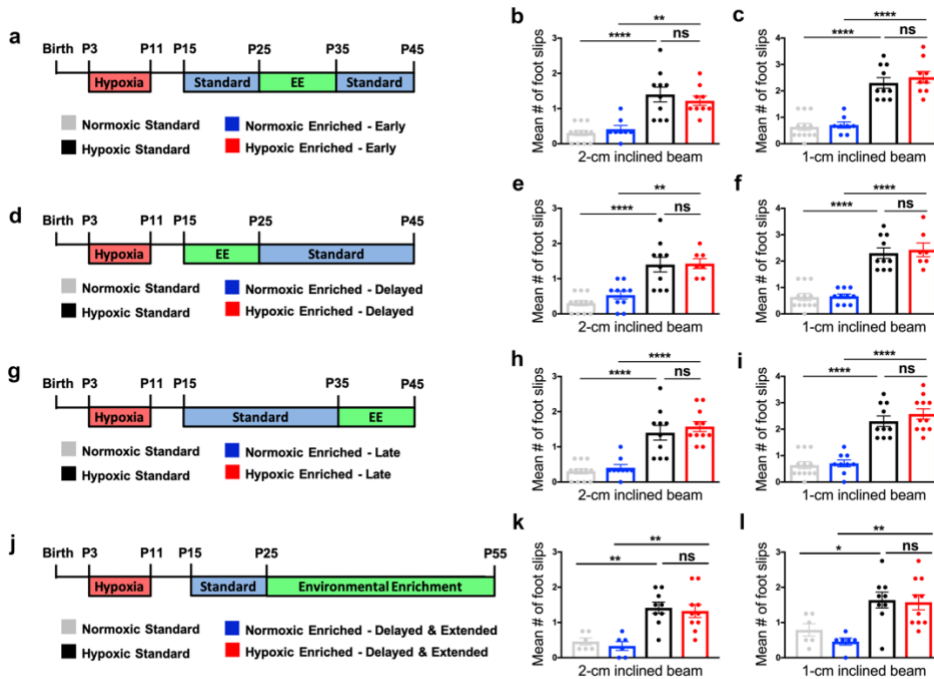 a
Birth P3 P11 P15 P25 P35 P45
Hypoxia Standard EE Standard
Normoxic Standard Normoxic Enriched - Early
Hypoxic Standard Hypoxic Enriched - Early
b
Mean # of foot slips
3
2
1
0
**
**** ns
2-cm inclined beam
c
Mean # of foot slips
4
3
2
1
0
****
**** ns
1-cm inclined beam
d
Birth P3 P11 P15 P25 P45
Hypoxia EE Standard
Normoxic Standard Normoxic Enriched - Delayed
Hypoxic Standard Hypoxic Enriched - Delayed
e
Mean # of foot slips
3
2
1
0
**
**** ns
2-cm inclined beam
f
Mean # of foot slips
4
3
2
1
0
****
**** ns
1-cm inclined beam
g
Birth P3 P11 P15 P35 P45
Hypoxia Standard EE
Normoxic Standard Normoxic Enriched - Late
Hypoxic Standard Hypoxic Enriched - Late
h
Mean # of foot slips
3
2
1
0
****
**** ns
2-cm inclined beam
i
Mean # of foot slips
4
3
2
1
0
****
**** ns
1-cm inclined beam
j
Birth P3 P11 P15 P25 P55
Hypoxia Standard Environmental Enrichment
Normoxic Standard Normoxic Enriched - Delayed & Extended
Hypoxic Standard Hypoxic Enriched - Delayed & Extended
k
Mean # of foot slips
3
2
1
0
**
** ns
2-cm inclined beam
l
Mean # of foot slips
3
2
1
0
**
* ns
1-cm inclined beam